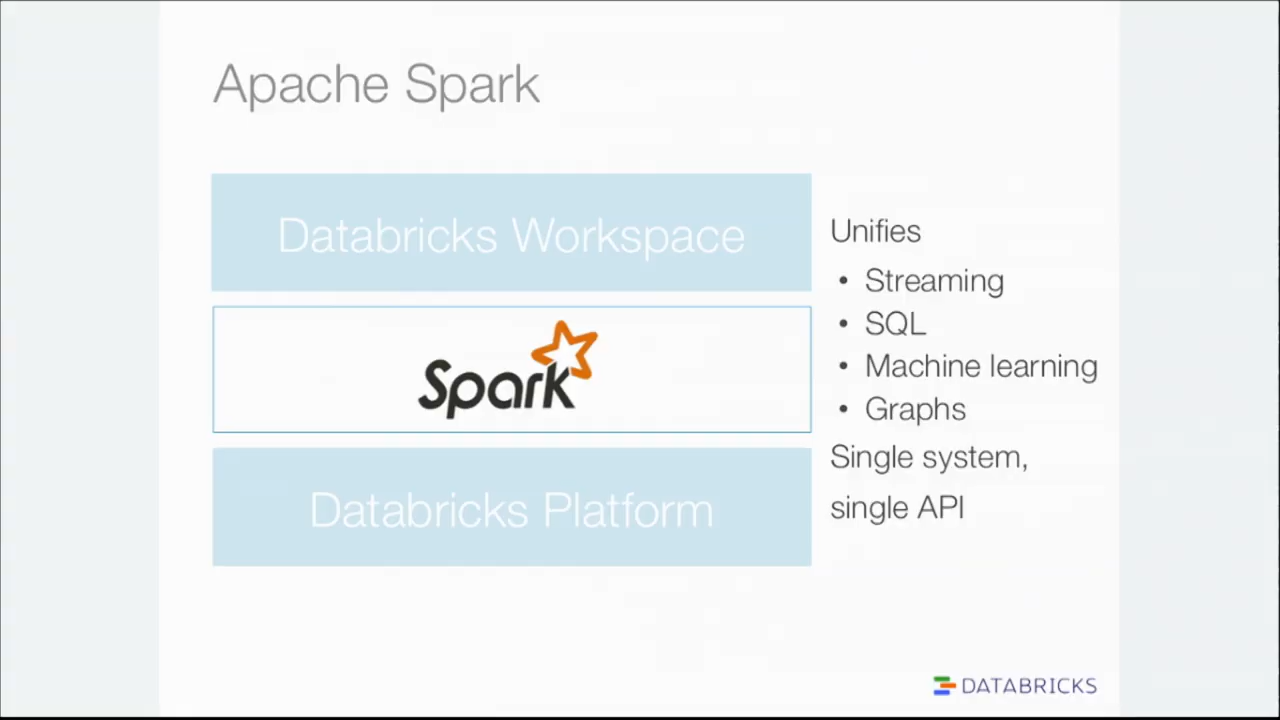 Apache Spark
Databricks Workspace
Spark
Databricks Platform
Unifies
• Streaming
• SQL
• Machine learning
• Graphs
Single system,
single API
DATABRICKS